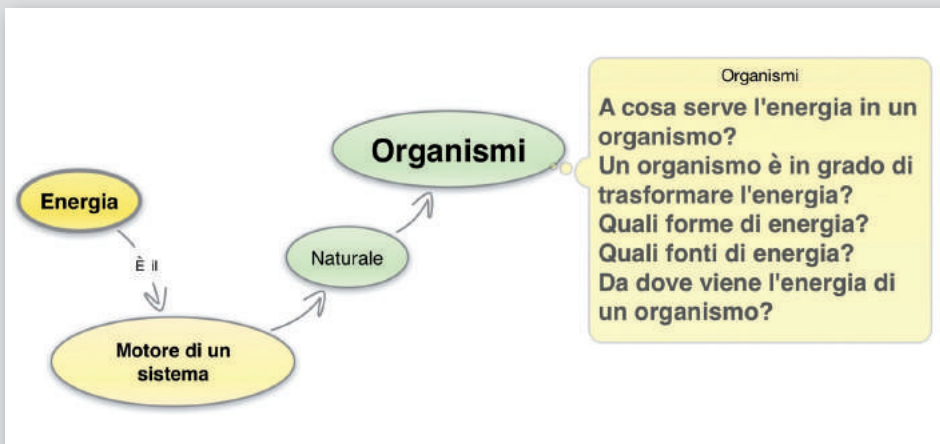 Energia
È il
Motore di un
sistema
Naturale
Organismi
Organismi
A cosa serve l'energia in un
organismo?
Un organismo è in grado di
trasformare l'energia?
Quali forme di energia?
Quali fonti di energia?
Da dove viene l'energia di
un organismo?